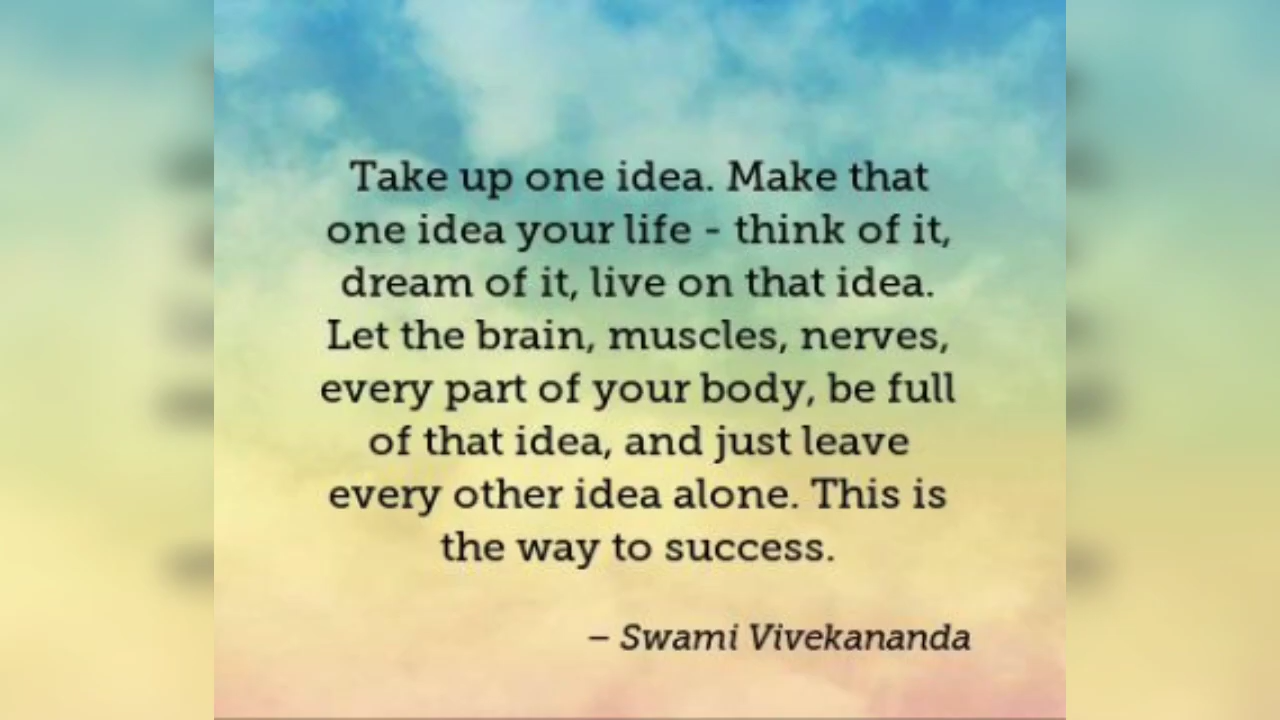 Take up one idea. Make that
one idea your life - think of it,
dream of it, live on that idea.
Let the brain, muscles, nerves,
every part of your body, be full
of that idea, and just leave
every other idea alone. This is
the way to success.
– Swami Vivekananda